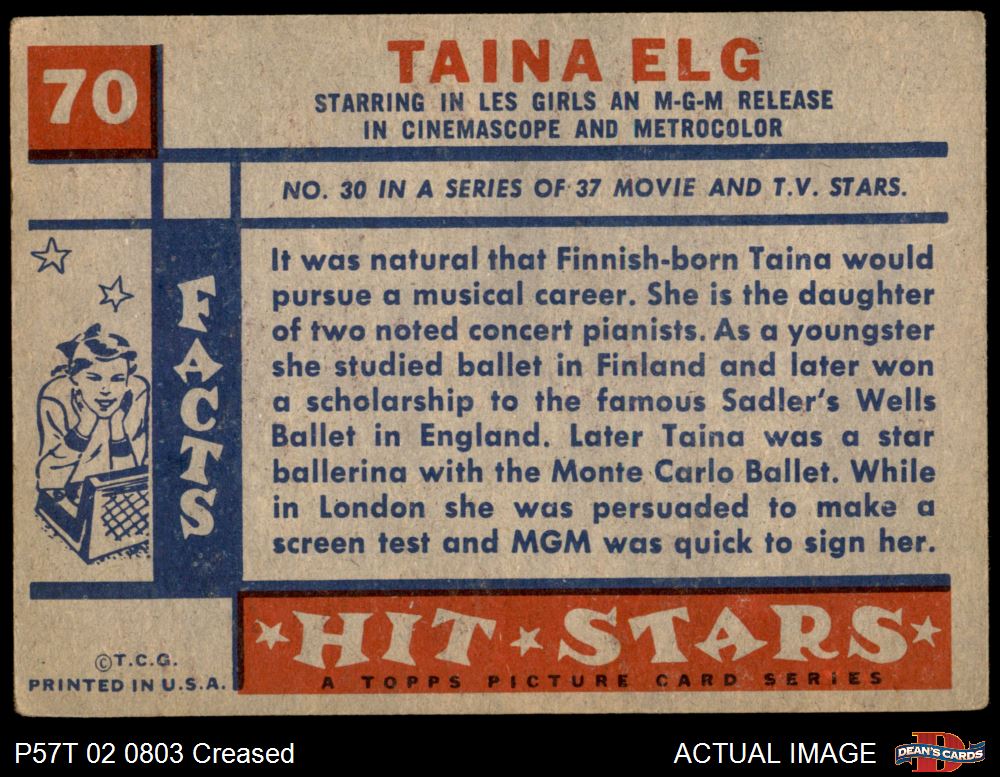 70
TAINA ELG
STARRING IN LES GIRLS AN M-G-M RELEASE
IN CINEMASCOPE AND METROCOLOR
NO. 30 IN A SERIES OF 37 MOVIE AND T.V. STARS.
FACTS
It was natural that Finnish-born Taina would
pursue a musical career. She is the daughter
of two noted concert pianists. As a youngster
she studied ballet in Finland and later won
a scholarship to the famous Sadler's Wells
Ballet in England. Later Taina was a star
ballerina with the Monte Carlo Ballet. While
in London she was persuaded to make a
screen test and MGM was quick to sign her.
©T.C.G.
PRINTED IN U.S.A.
HIT STARS
A TOPPS PICTURE CARD SERIES
P57T 02 0803 Creased
ACTUAL IMAGE
DEAN'S CARDS